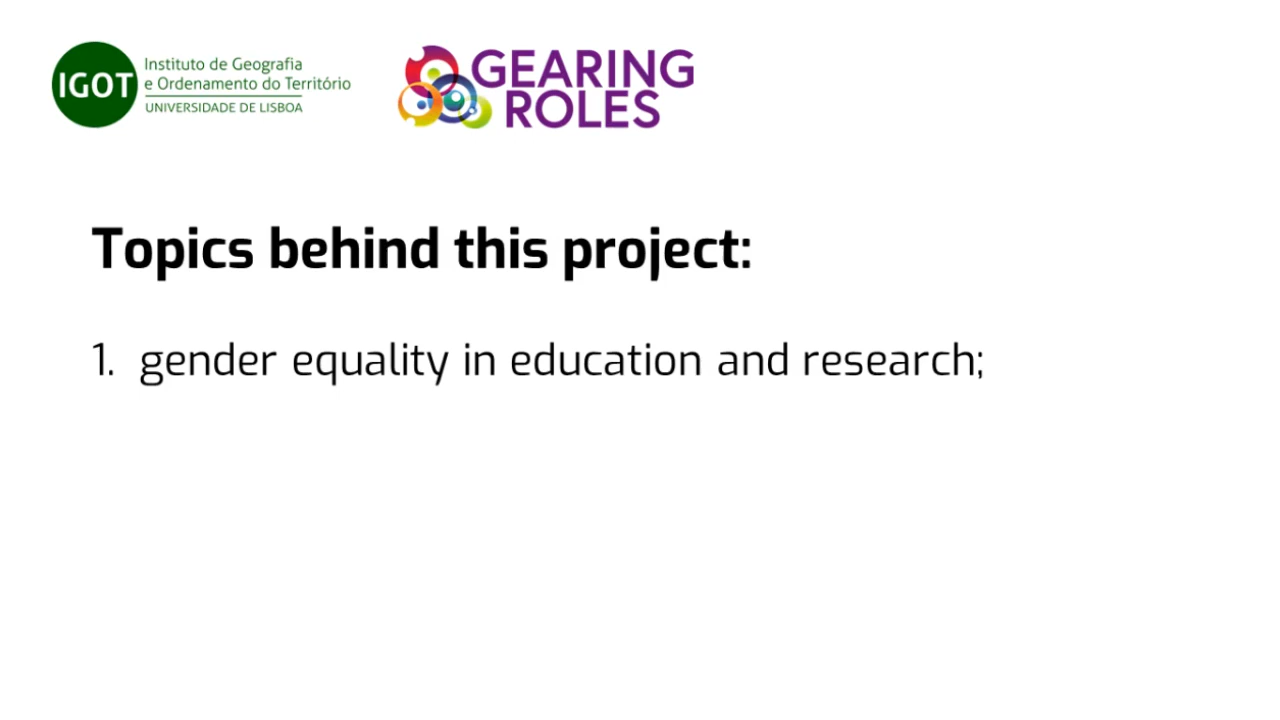 IGOT
Instituto de Geografia
e Ordenamento do Território
UNIVERSIDADE DE LISBOA
GEARING
ROLES
Topics behind this project:
1. gender equality in education and research;